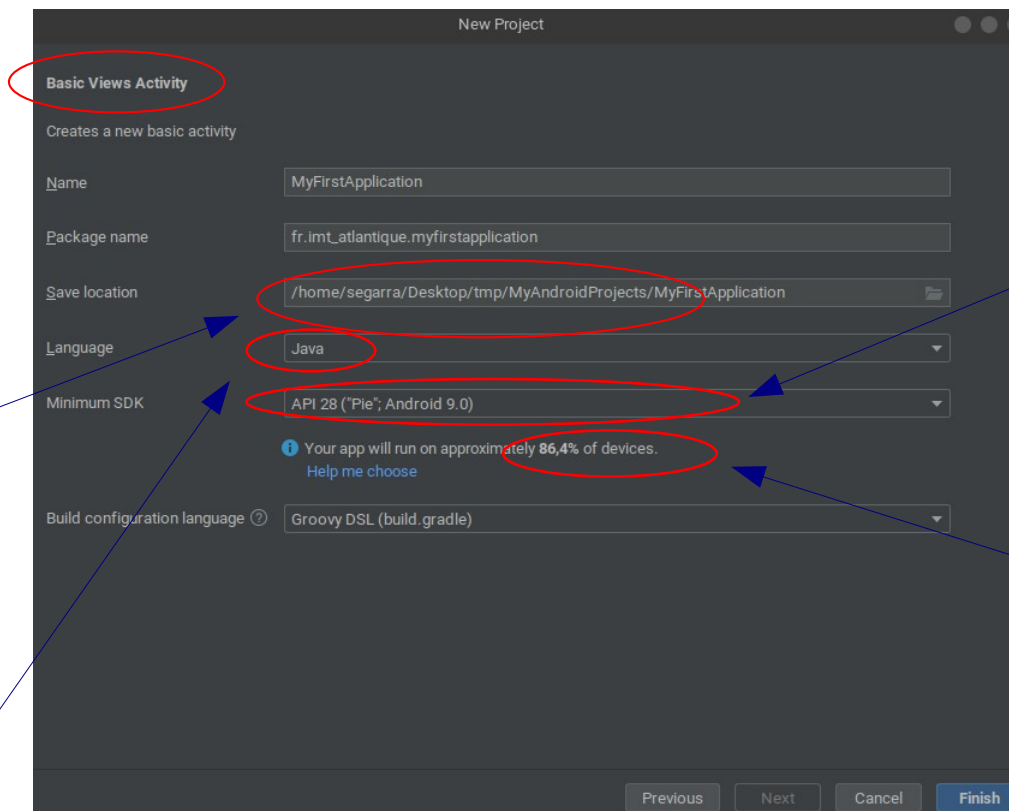 New Project
Basic Views Activity
Creates a new basic activity
Name MyFirstApplication
Package name fr.imt_atlantique.myfirstapplication
Save location /home/segarra/Desktop/tmp/MyAndroidProjects/MyFirstApplication
Language Java
Minimum SDK API 28 ("Pie"; Android 9.0)
Your app will run on approximately 86,4% of devices.
Help me choose
Build configuration language Groovy DSL (build.gradle)
Previous Next Cancel Finish